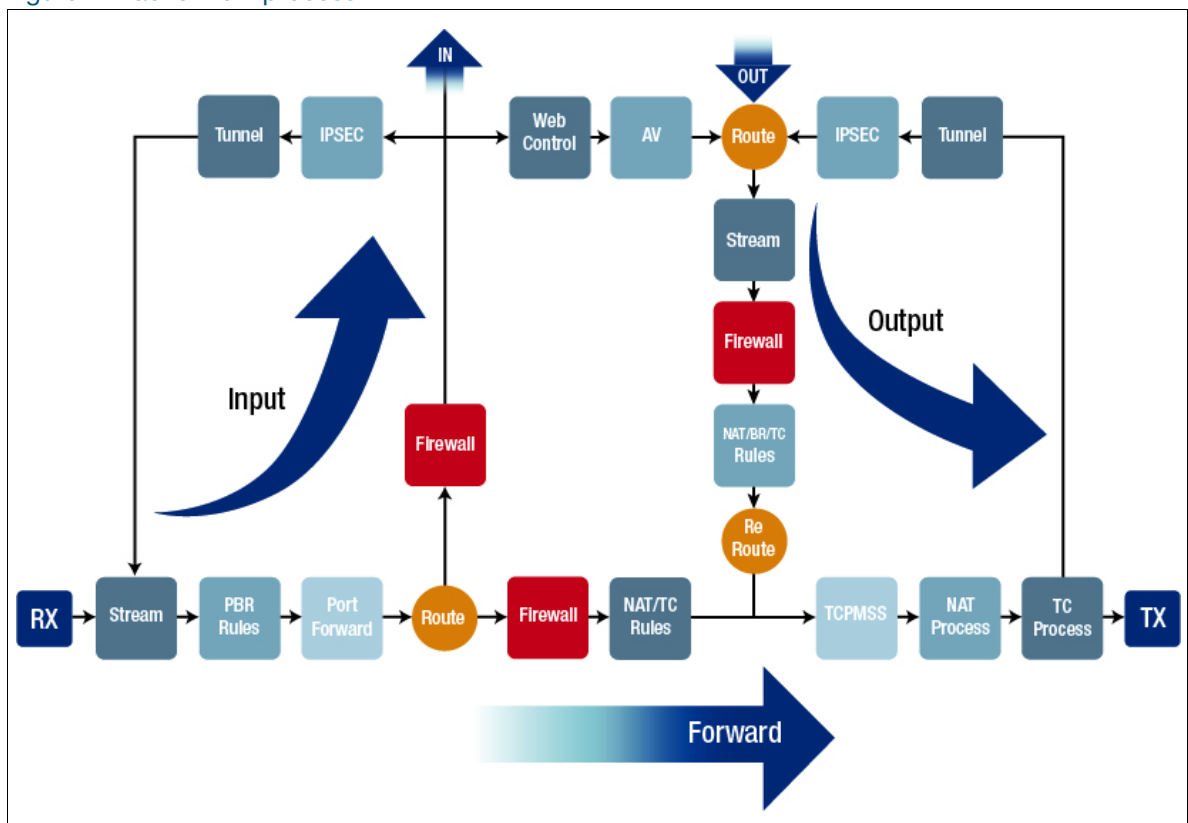 IN
OUT
Tunnel
IPSEC
Web
Control
AV
Route
IPSEC
Tunnel
Stream
Firewall
Output
Input
Firewall
NAT/BR/TC
Rules
Re
Route
RX
Stream
PBR
Rules
Port
Forward
Route
Firewall
NAT/TC
Rules
TCPMSS
NAT
Process
TC
Process
TX
Forward